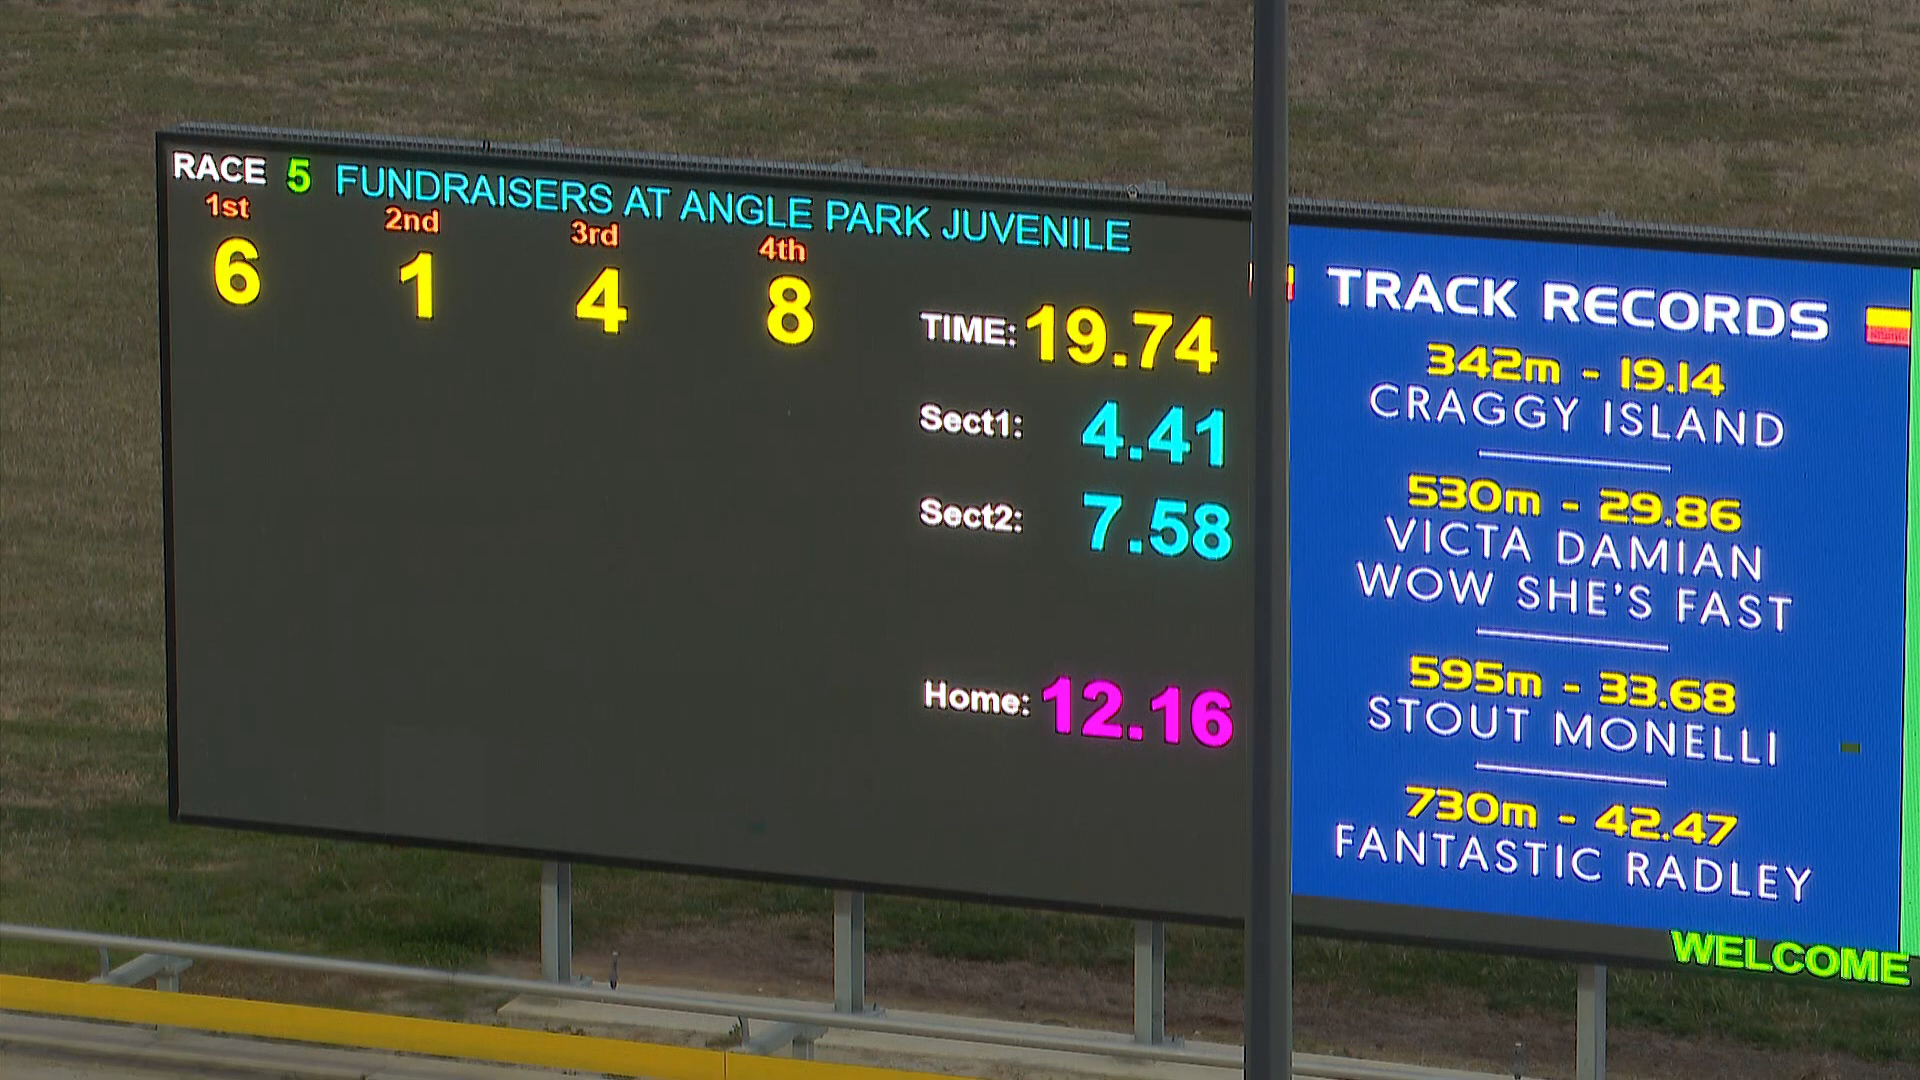 RACE 5 FUNDRAISERS AT ANGLE PARK JUVENILE
1st 2nd 3rd 4th
6 1 4 8
TIME: 19.74
Sect1: 4.41
Sect2: 7.58
Home: 12.16
TRACK RECORDS
342m - 19.14
CRAGGY ISLAND
530m - 29.86
VICTA DAMIAN
WOW SHE'S FAST
595m - 33.68
STOUT MONELLI
730m - 42.47
FANTASTIC RADLEY
WELCOME